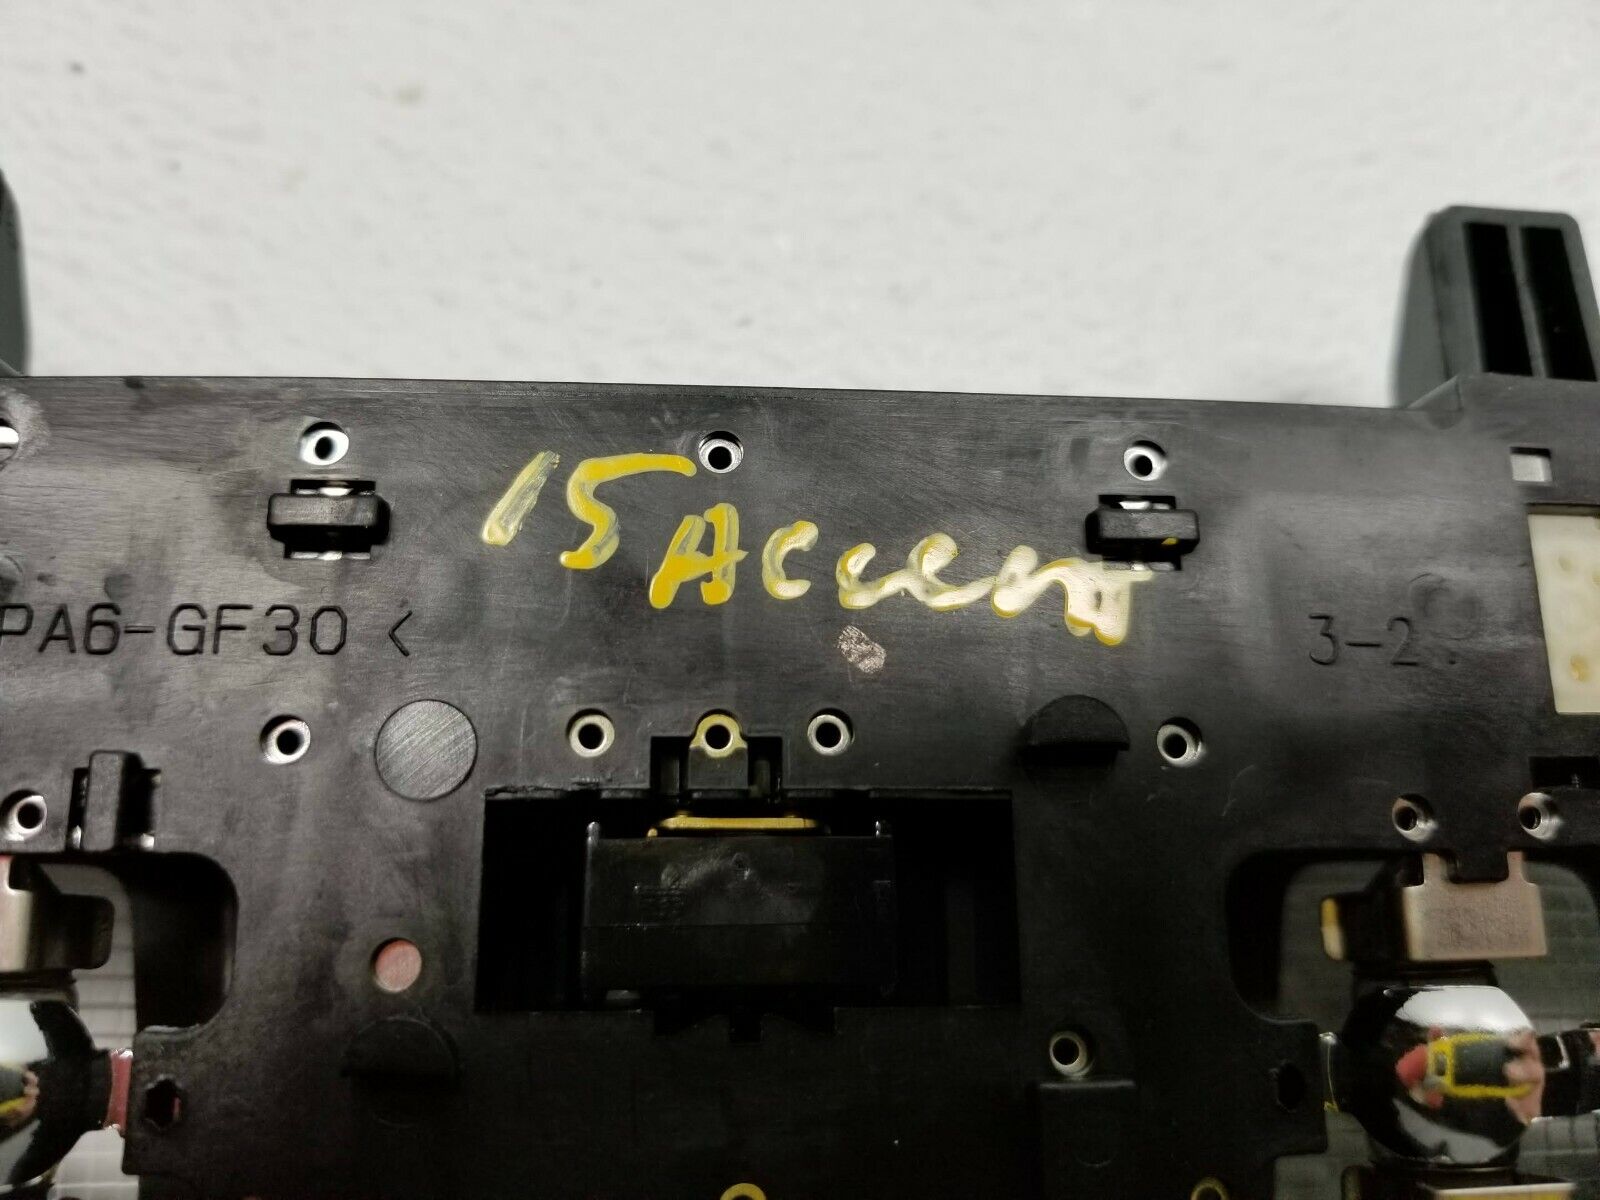 15 Accent
PA6-GF30 <
3-2